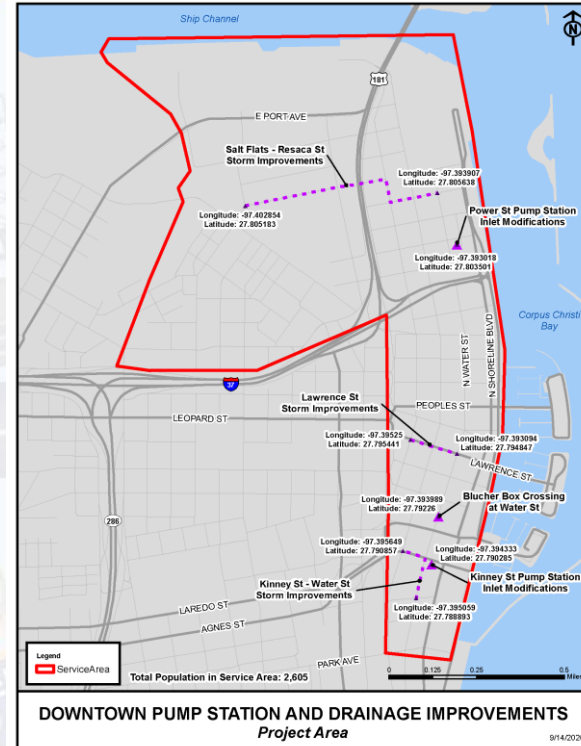 Ship Channel
N
181
E PORT AVE
Salt Flats - Resaca St
Storm Improvements
Longitude: -97.393907
Latitude: 27.805638
Longitude: -97.402854
Latitude: 27.805183
Power St Pump Station
Inlet Modifications
Longitude: -97.393018
Latitude: 27.803501
Corpus Christi
Bay
N WATER ST
N SHORELINE BLVD
37
PEOPLES ST
LEOPARD ST
Lawrence St
Storm Improvements
Longitude: -97.39525
Latitude: 27.795441
Longitude: -97.393094
Latitude: 27.794847
LAWRENCE ST
Longitude: -97.393989
Latitude: 27.79226
Blucher Box Crossing
at Water St
286
Longitude: -97.395649
Latitude: 27.790857
Longitude: -97.394333
Latitude: 27.790285
Kinney St - Water St
Storm Improvements
Kinney St Pump Station
Inlet Modifications
LAREDO ST
AGNES ST
Longitude: -97.395059
Latitude: 27.788893
PARK AVE
Legend
ServiceArea
Total Population in Service Area: 2,605
0 0.125 0.25 0.5
Miles
DOWNTOWN PUMP STATION AND DRAINAGE IMPROVEMENTS
Project Area